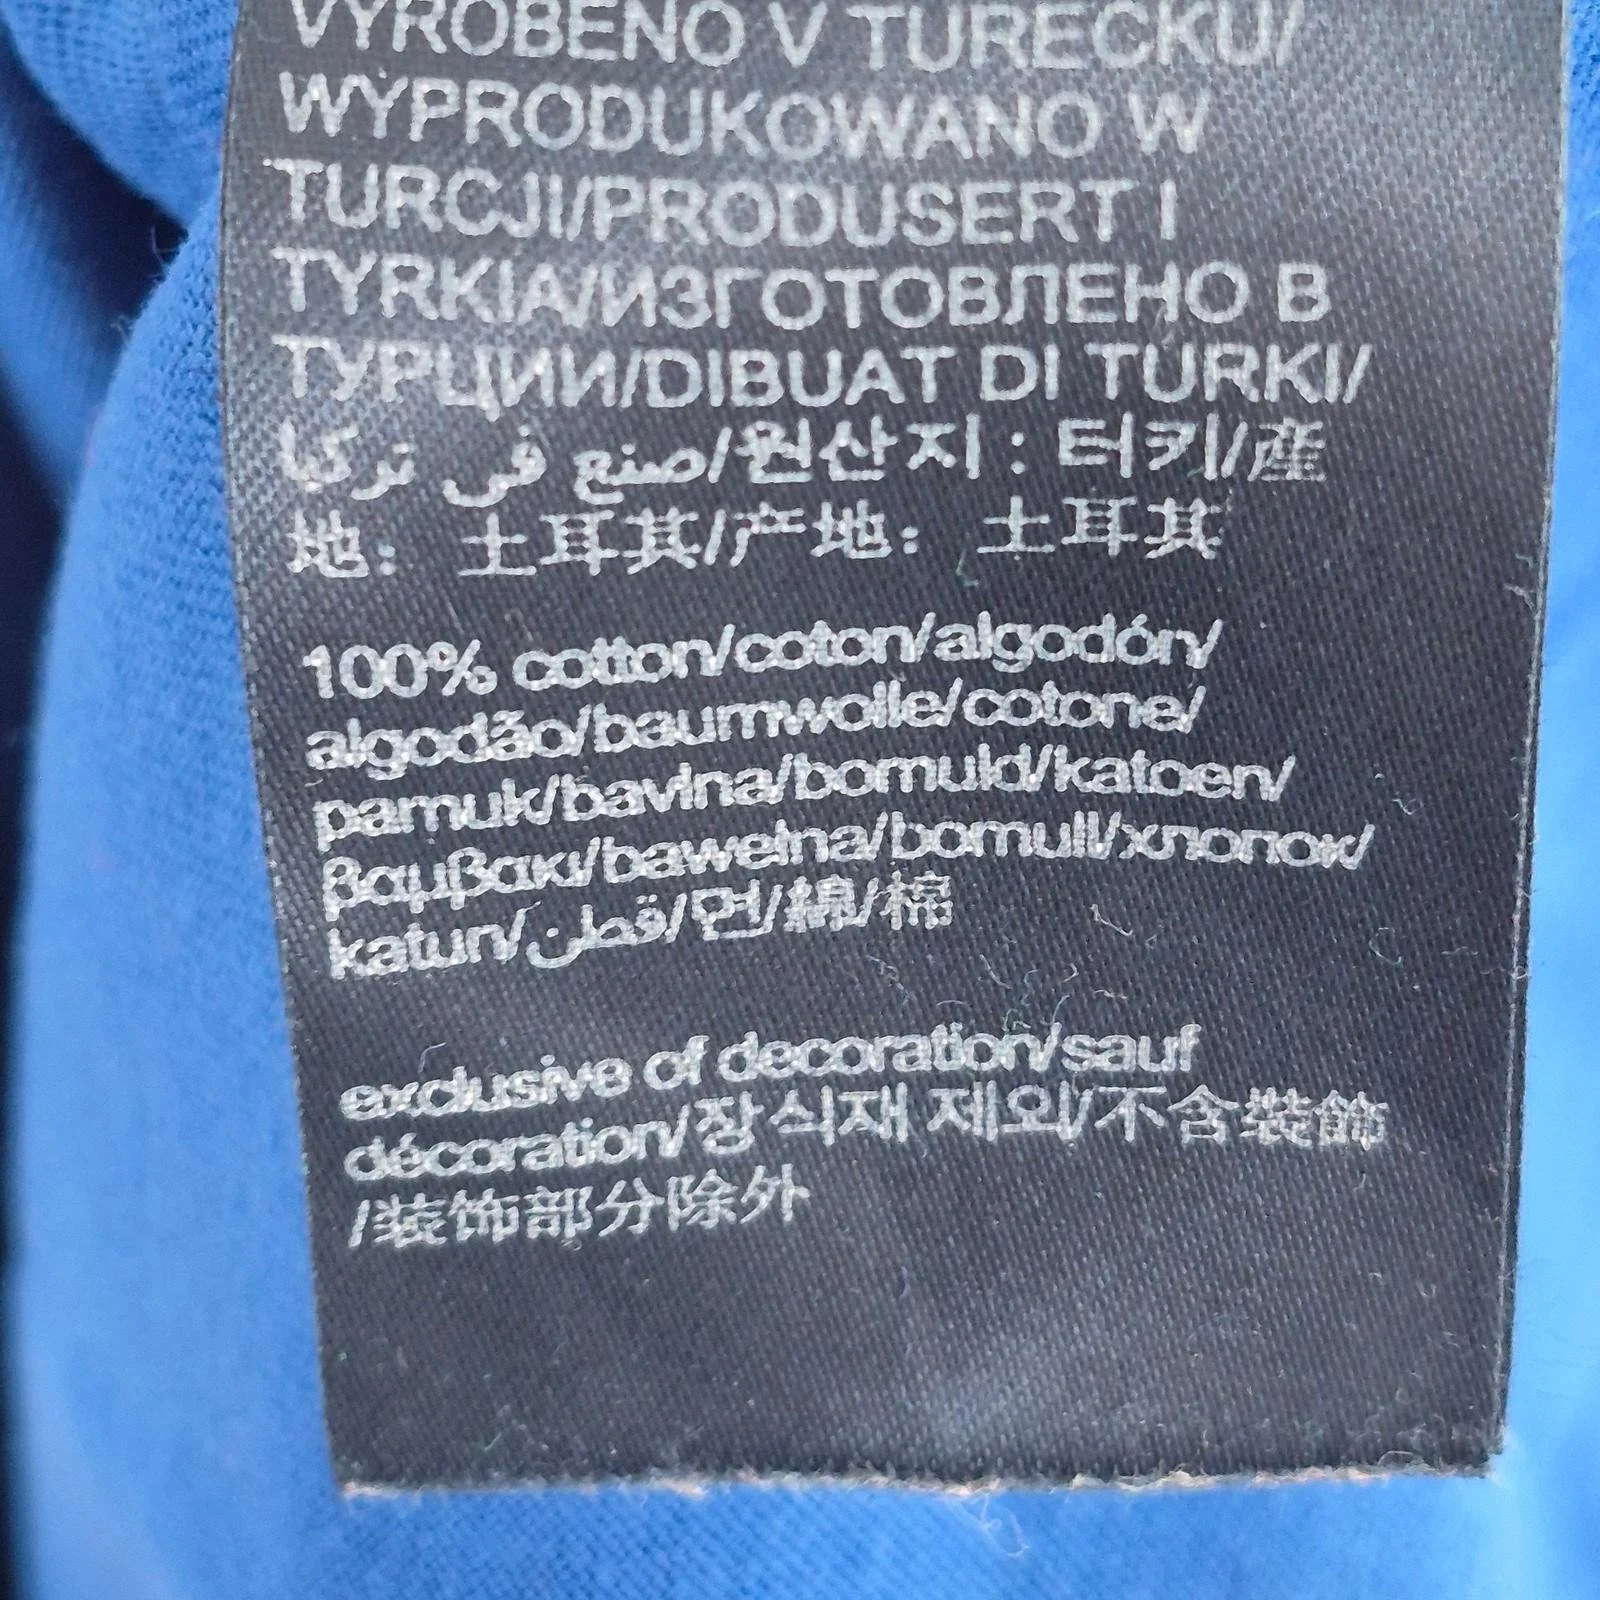 VYROBENO V TURECKU/
WYPRODUKOWANO W
TURCJI/PRODUSERT I
TYRKIA/ИЗГОТОВЛЕНО В
ТУРЦИИ/DIBUAT DI TURKI/
صنع في تركيا/원산지 : 터키/産
地: 土耳其/产地: 土耳其
100% cotton/coton/algodón/
algodão/baumwolle/cotone/
pamuk/bavlna/bomuld/katoen/
βαμβακι/bawełna/bomull/хлопок/
katun/قطن/면/綿/棉
exclusive of decoration/sauf
décoration/장식재 제외/不含裝飾
/装饰部分除外